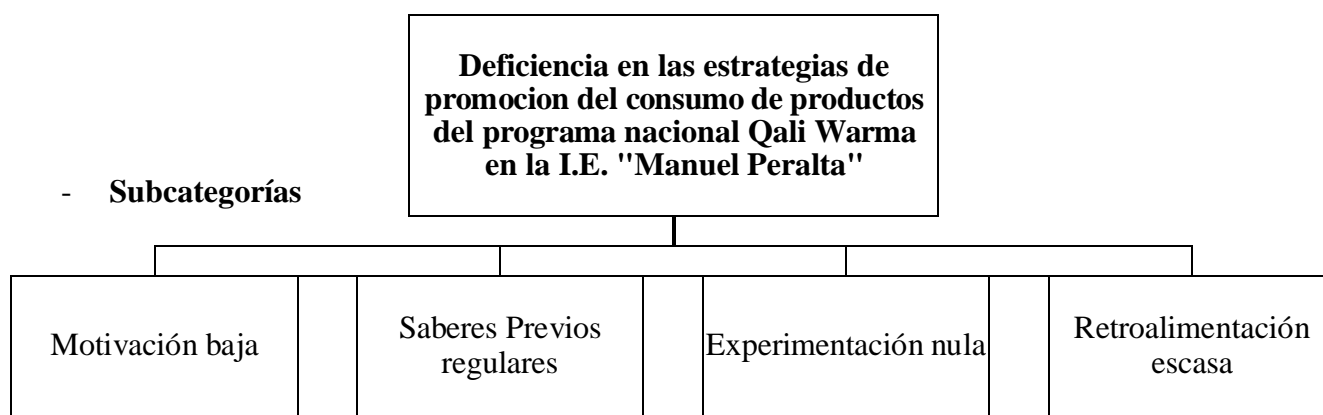 Deficiencia en las estrategias de
promocion del consumo de productos
del programa nacional Qali Warma
en la I.E. "Manuel Peralta"
- Subcategorías
Motivación baja
Saberes Previos
regulares
Experimentación nula
Retroalimentación
escasa